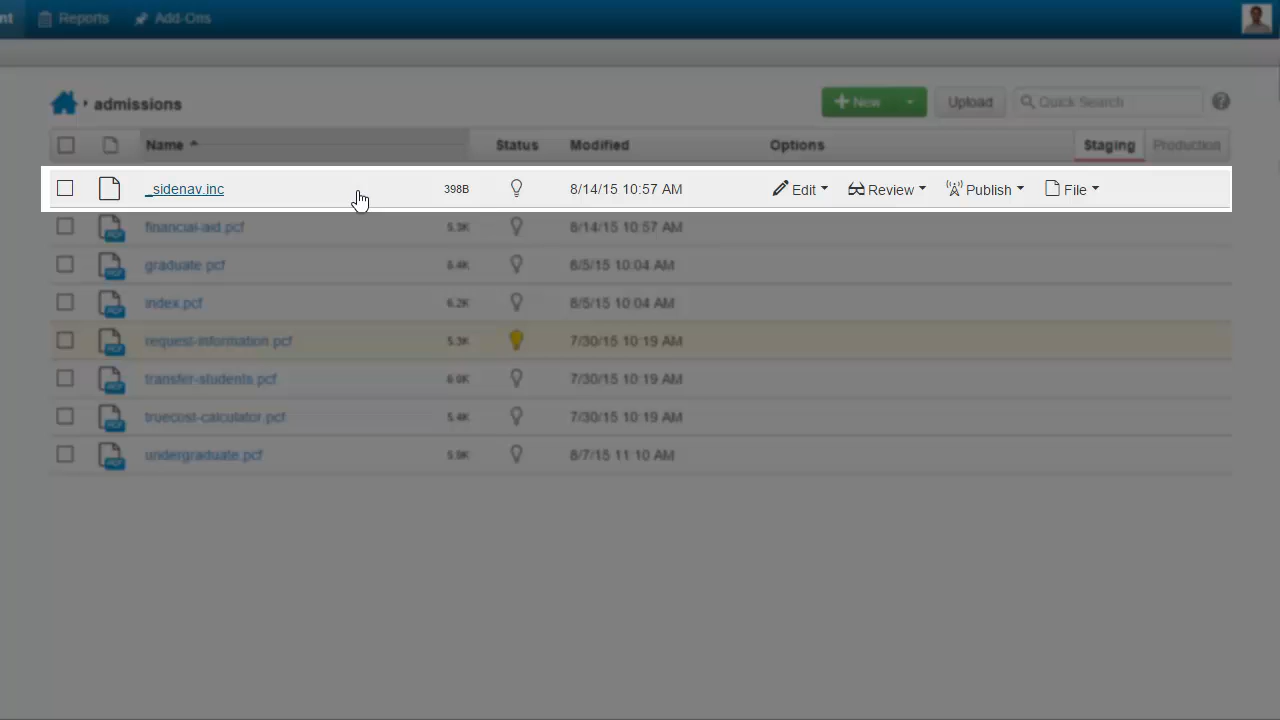 nt Reports Add-Ons
admissions New Upload Quick Search
Name Status Modified Options Staging Production
_sidenav.inc 398B 8/14/15 10:57 AM Edit Review Publish File
financial-aid.pcf 5.3K 8/14/15 10:57 AM
graduate.pcf 6.4K 8/5/15 10:04 AM
index.pcf 6.2K 8/5/15 10:04 AM
request-information.pcf 5.3K 7/30/15 10:19 AM
transfer-students.pcf 7/30/15 10:19 AM
truecost-calculator.pcf 5.4K 7/30/15 10:19 AM
undergraduate.pcf 8/7/15 11:10 AM